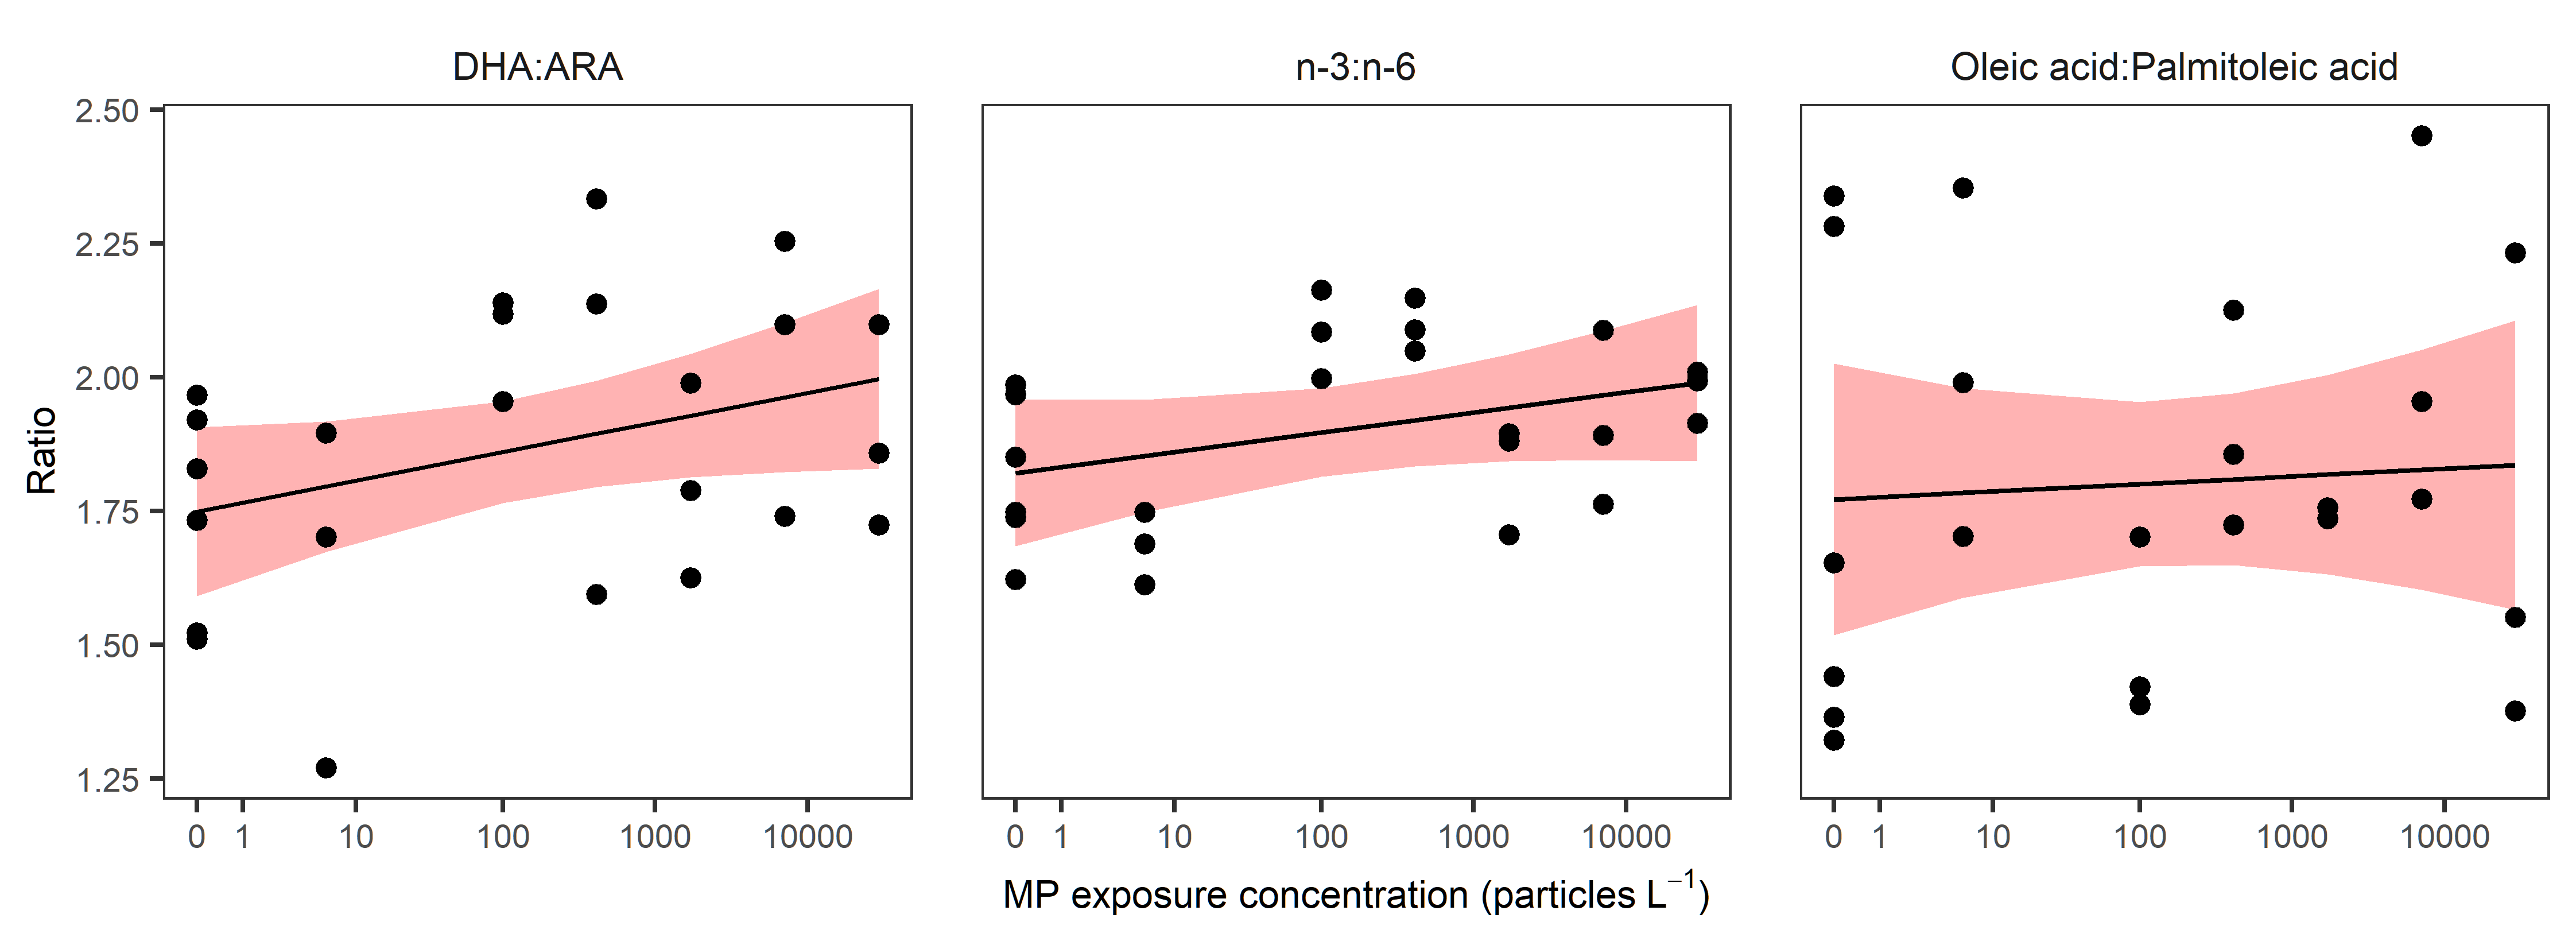 DHA:ARA n-3:n-6 Oleic acid:Palmitoleic acid
2.50
2.25
2.00
1.75
1.50
1.25
Ratio
0 1 10 100 1000 10000 0 1 10 100 1000 10000 0 1 10 100 1000 10000
MP exposure concentration (particles L⁻¹)